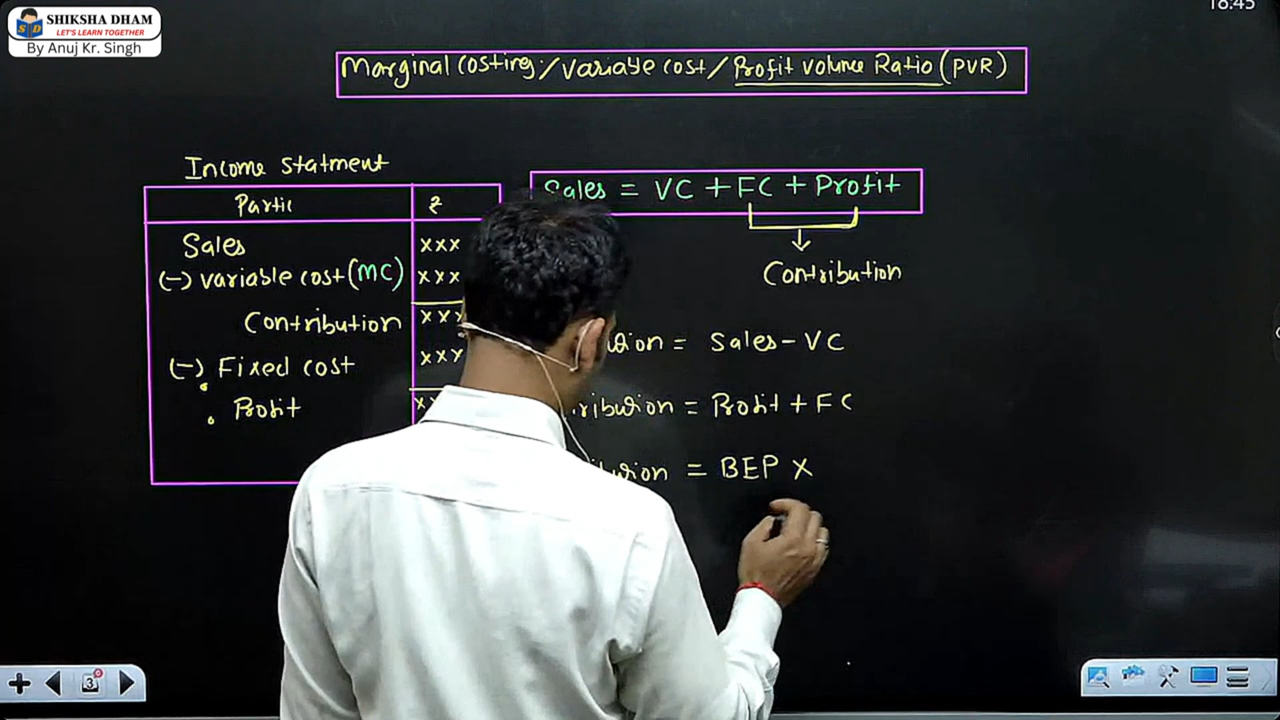 SHIKSHA DHAM
LET'S LEARN TOGETHER
By Anuj Kr. Singh
18:45
Marginal costing/variable cost/Profit volume Ratio (PVR)
Income statment
Partic ₹
Sales xxx
(-) variable cost (MC) xxx
Contribution xxx
(-) Fixed cost xxx
Profit xx
Sales = VC + FC + Profit
Contribution
= Sales - VC
= Profit + FC
= BEP x
3